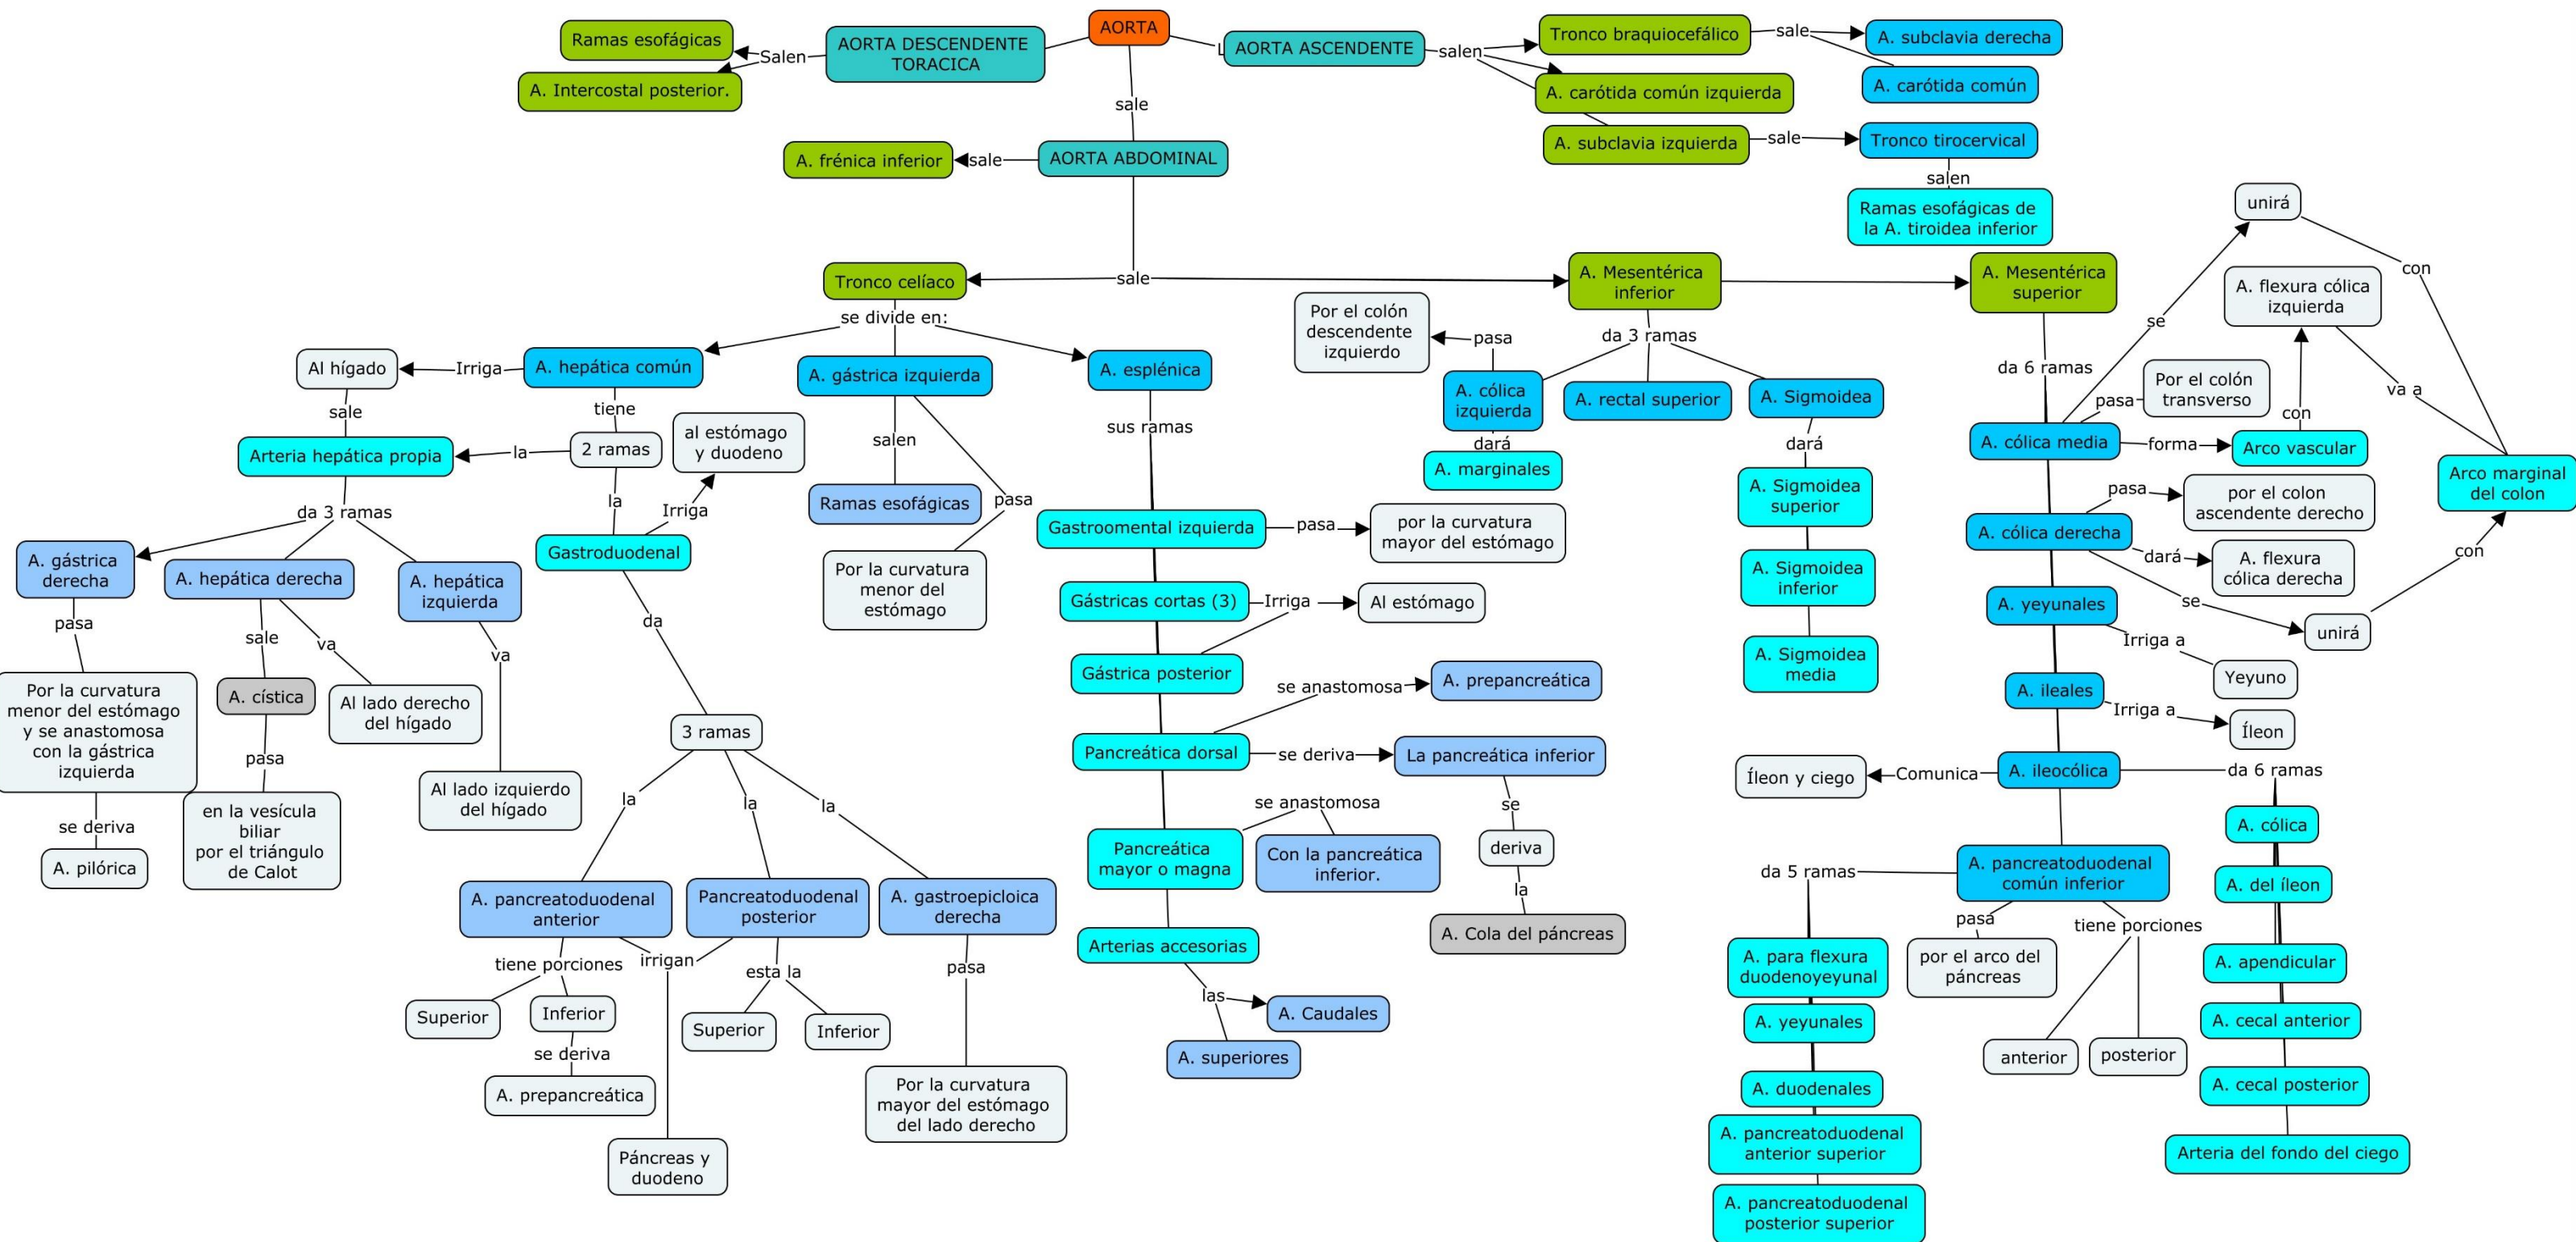 AORTA
AORTA DESCENDENTE
TORACICA
Salen
Ramas esofágicas
A. Intercostal posterior.
AORTA ASCENDENTE
salen
Tronco braquiocefálico
sale
A. subclavia derecha
A. carótida común
A. carótida común izquierda
A. subclavia izquierda
sale
Tronco tirocervical
salen
Ramas esofágicas de
la A. tiroidea inferior
sale
AORTA ABDOMINAL
sale
A. frénica inferior
sale
Tronco celíaco
se divide en:
A. hepática común
Irriga
Al hígado
sale
Arteria hepática propia
tiene
2 ramas
la
la
Gastroduodenal
Irriga
al estómago
y duodeno
da 3 ramas
A. gástrica
derecha
pasa
Por la curvatura
menor del estómago
y se anastomosa
con la gástrica
izquierda
se deriva
A. pilórica
A. hepática derecha
sale
A. cística
pasa
en la vesícula
biliar
por el triángulo
de Calot
va
Al lado derecho
del hígado
A. hepática
izquierda
va
Al lado izquierdo
del hígado
da
3 ramas
la
la
la
A. pancreatoduodenal
anterior
tiene porciones
Superior
Inferior
se deriva
A. prepancreática
irrigan
Páncreas y
duodeno
Pancreatoduodenal
posterior
esta la
Superior
Inferior
A. gastroepicloica
derecha
pasa
Por la curvatura
mayor del estómago
del lado derecho
A. gástrica izquierda
salen
Ramas esofágicas
pasa
Por la curvatura
menor del
estómago
A. esplénica
sus ramas
Gastroomental izquierda
pasa
por la curvatura
mayor del estómago
Gástricas cortas (3)
Irriga
Al estómago
Gástrica posterior
Pancreática dorsal
se anastomosa
A. prepancreática
se deriva
La pancreática inferior
se
deriva
la
A. Cola del páncreas
Pancreática
mayor o magna
se anastomosa
Con la pancreática
inferior.
Arterias accesorias
las
A. Caudales
A. superiores
A. Mesentérica
inferior
da 3 ramas
A. cólica
izquierda
pasa
Por el colón
descendente
izquierdo
dará
A. marginales
A. rectal superior
A. Sigmoidea
dará
A. Sigmoidea
superior
A. Sigmoidea
inferior
A. Sigmoidea
media
A. Mesentérica
superior
da 6 ramas
A. cólica media
se
unirá
con
pasa
Por el colón
transverso
forma
Arco vascular
con
A. flexura cólica
izquierda
va a
Arco marginal
del colon
A. cólica derecha
pasa
por el colon
ascendente derecho
dará
A. flexura
cólica derecha
se
unirá
con
A. yeyunales
Irriga a
Yeyuno
A. ileales
Irriga a
Íleon
A. ileocólica
Comunica
Íleon y ciego
da 6 ramas
A. cólica
A. del íleon
A. apendicular
A. cecal anterior
A. cecal posterior
Arteria del fondo del ciego
A. pancreatoduodenal
común inferior
pasa
por el arco del
páncreas
tiene porciones
anterior
posterior
da 5 ramas
A. para flexura
duodenoyeyunal
A. yeyunales
A. duodenales
A. pancreatoduodenal
anterior superior
A. pancreatoduodenal
posterior superior